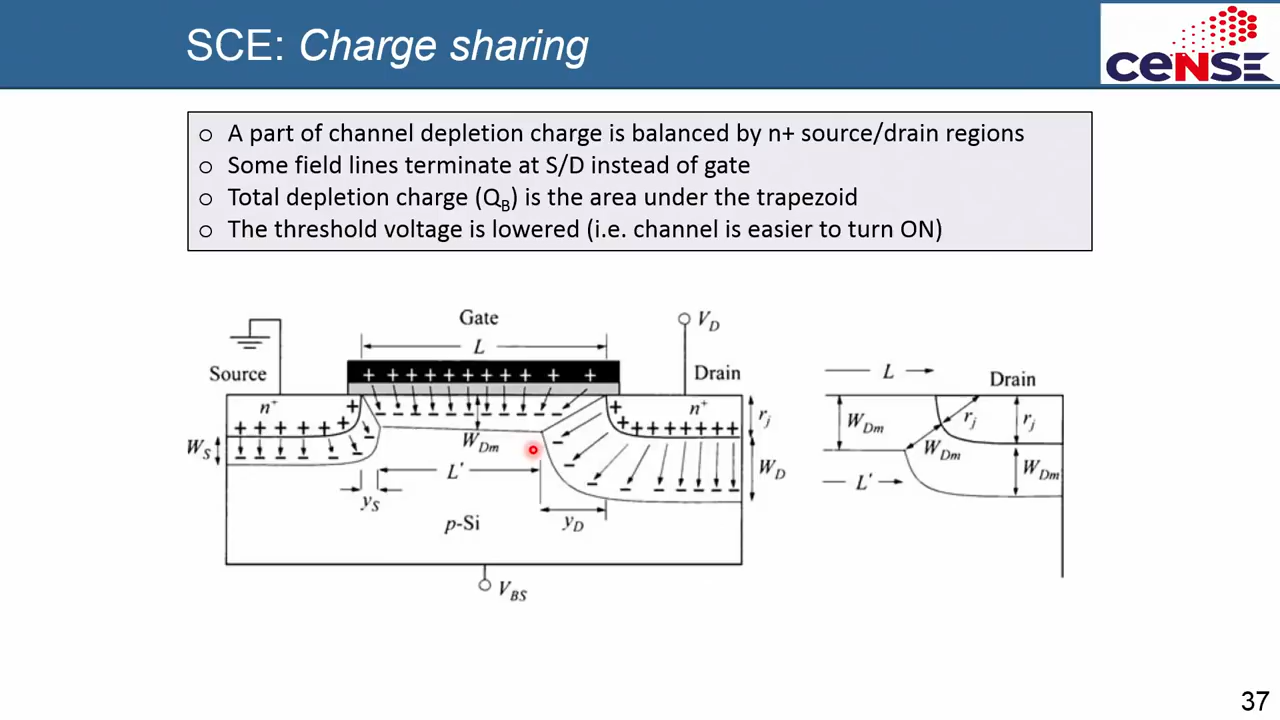 SCE: Charge sharing
ceNSE
o A part of channel depletion charge is balanced by n+ source/drain regions
o Some field lines terminate at S/D instead of gate
o Total depletion charge (Q_B) is the area under the trapezoid
o The threshold voltage is lowered (i.e. channel is easier to turn ON)
Gate
V_D
L
Source
Drain
n⁺
n⁺
r_j
W_S
W_Dm
W_D
L'
y_S
y_D
p-Si
V_BS
L
Drain
W_Dm
r_j
r_j
W_Dm
W_Dm
L'
37